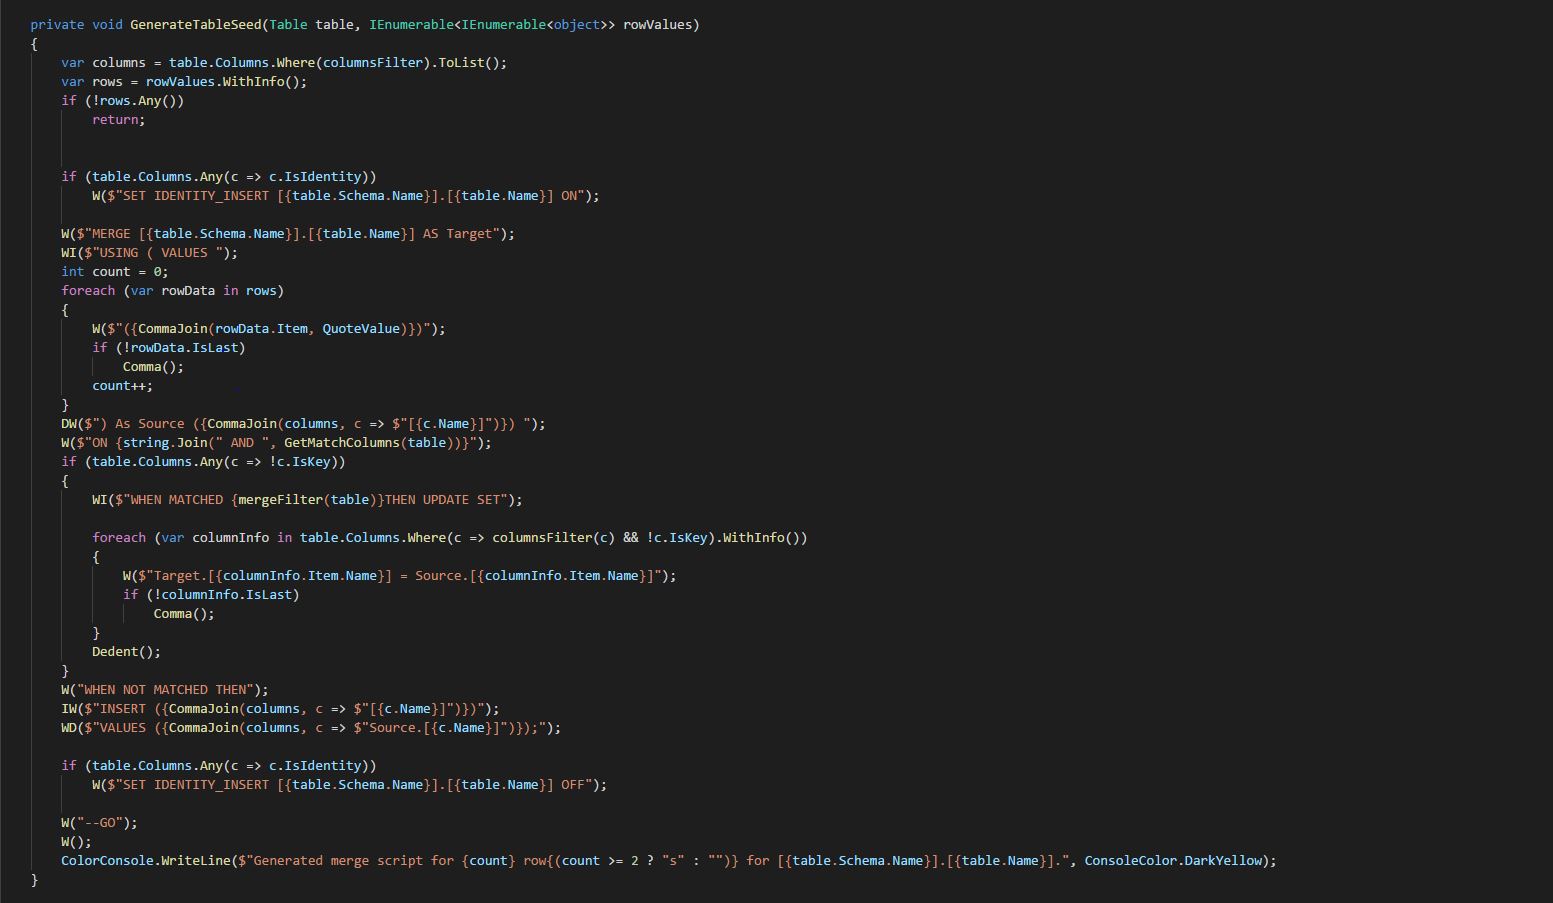 private void GenerateTableSeed(Table table, IEnumerable<IEnumerable<object>> rowValues)
{
var columns = table.Columns.Where(columnsFilter).ToList();
var rows = rowValues.WithInfo();
if (!rows.Any())
return;
if (table.Columns.Any(c => c.IsIdentity))
W($"SET IDENTITY_INSERT [{table.Schema.Name}].[{table.Name}] ON");
W($"MERGE [{table.Schema.Name}].[{table.Name}] AS Target");
WI($"USING ( VALUES ");
int count = 0;
foreach (var rowData in rows)
{
W($"({CommaJoin(rowData.Item, QuoteValue)})");
if (!rowData.IsLast)
Comma();
count++;
}
DW($") As Source ({CommaJoin(columns, c => $"[{c.Name}]")}) ");
W($"ON {string.Join(" AND ", GetMatchColumns(table))}");
if (table.Columns.Any(c => !c.IsKey))
{
WI($"WHEN MATCHED {mergeFilter(table)}THEN UPDATE SET");
foreach (var columnInfo in table.Columns.Where(c => columnsFilter(c) && !c.IsKey).WithInfo())
{
W($"Target.[{columnInfo.Item.Name}] = Source.[{columnInfo.Item.Name}]");
if (!columnInfo.IsLast)
Comma();
}
Dedent();
}
W("WHEN NOT MATCHED THEN");
IW($"INSERT ({CommaJoin(columns, c => $"[{c.Name}]")})");
WD($"VALUES ({CommaJoin(columns, c => $"Source.[{c.Name}]")});");
if (table.Columns.Any(c => c.IsIdentity))
W($"SET IDENTITY_INSERT [{table.Schema.Name}].[{table.Name}] OFF");
W("--GO");
W();
ColorConsole.WriteLine($"Generated merge script for {count} row{(count >= 2 ? "s" : "")} for [{table.Schema.Name}].[{table.Name}].", ConsoleColor.DarkYellow);
}